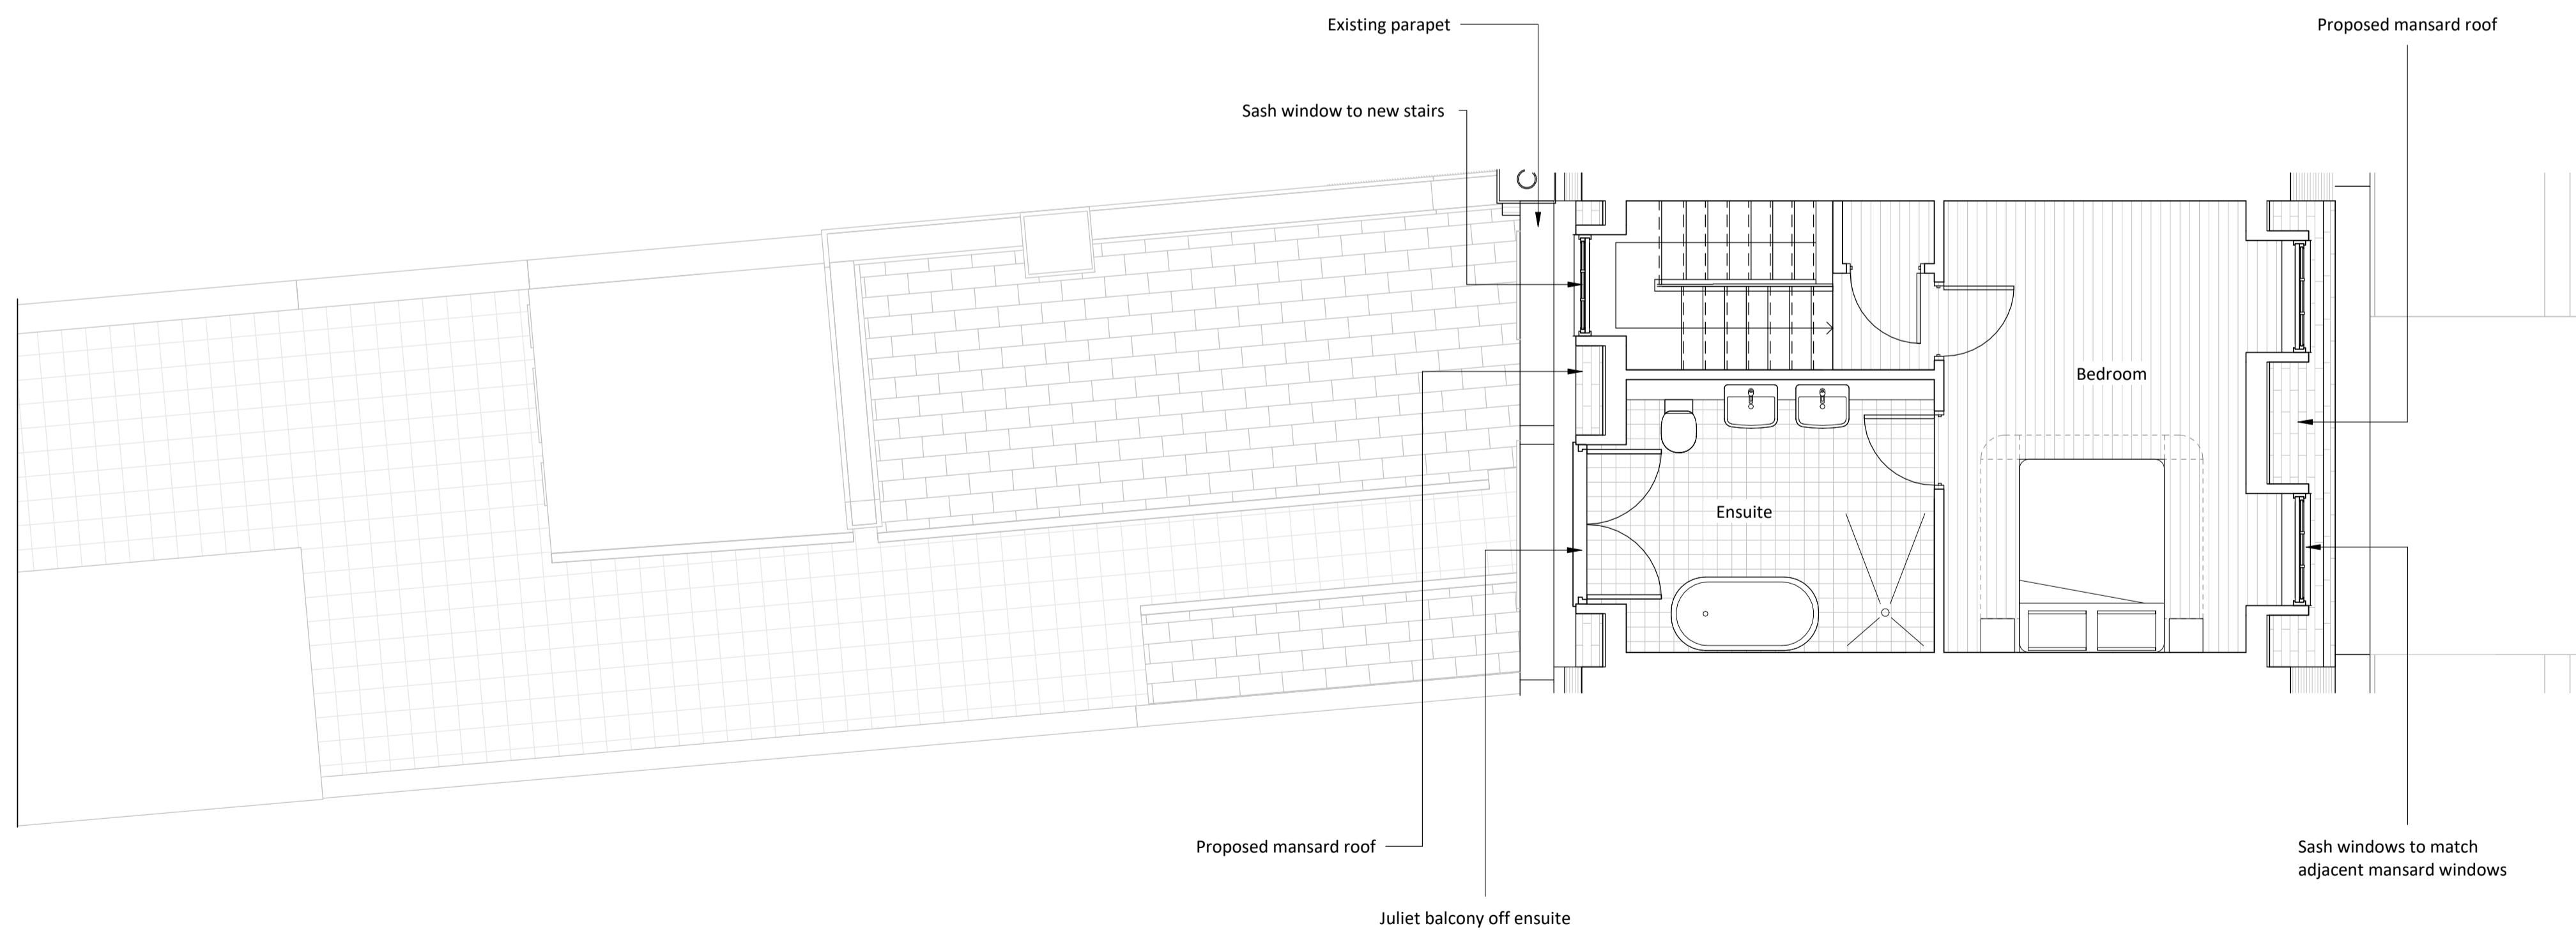 Existing parapet
Proposed mansard roof
Sash window to new stairs
Bedroom
Ensuite
Proposed mansard roof
Sash windows to match
adjacent mansard windows
Juliet balcony off ensuite